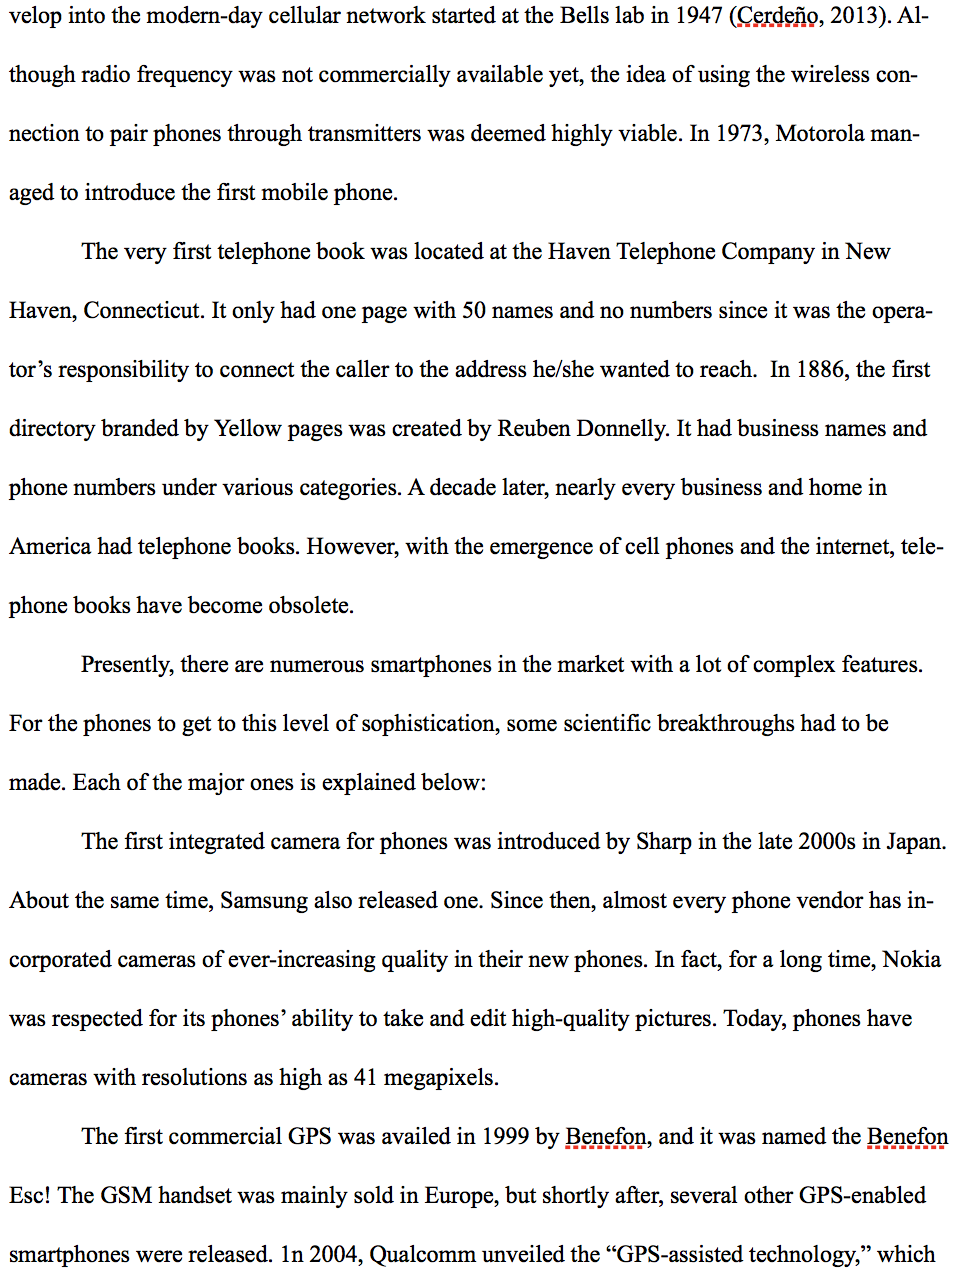 velop into the modern-day cellular network started at the Bells lab in 1947 (Cerdeño, 2013). Al-
though radio frequency was not commercially available yet, the idea of using the wireless con-
nection to pair phones through transmitters was deemed highly viable. In 1973, Motorola man-
aged to introduce the first mobile phone.
The very first telephone book was located at the Haven Telephone Company in New
Haven, Connecticut. It only had one page with 50 names and no numbers since it was the opera-
tor’s responsibility to connect the caller to the address he/she wanted to reach.  In 1886, the first
directory branded by Yellow pages was created by Reuben Donnelly. It had business names and
phone numbers under various categories. A decade later, nearly every business and home in
America had telephone books. However, with the emergence of cell phones and the internet, tele-
phone books have become obsolete.
Presently, there are numerous smartphones in the market with a lot of complex features.
For the phones to get to this level of sophistication, some scientific breakthroughs had to be
made. Each of the major ones is explained below:
The first integrated camera for phones was introduced by Sharp in the late 2000s in Japan.
About the same time, Samsung also released one. Since then, almost every phone vendor has in-
corporated cameras of ever-increasing quality in their new phones. In fact, for a long time, Nokia
was respected for its phones’ ability to take and edit high-quality pictures. Today, phones have
cameras with resolutions as high as 41 megapixels.
The first commercial GPS was availed in 1999 by Benefon, and it was named the Benefon
Esc! The GSM handset was mainly sold in Europe, but shortly after, several other GPS-enabled
smartphones were released. 1n 2004, Qualcomm unveiled the “GPS-assisted technology,” which